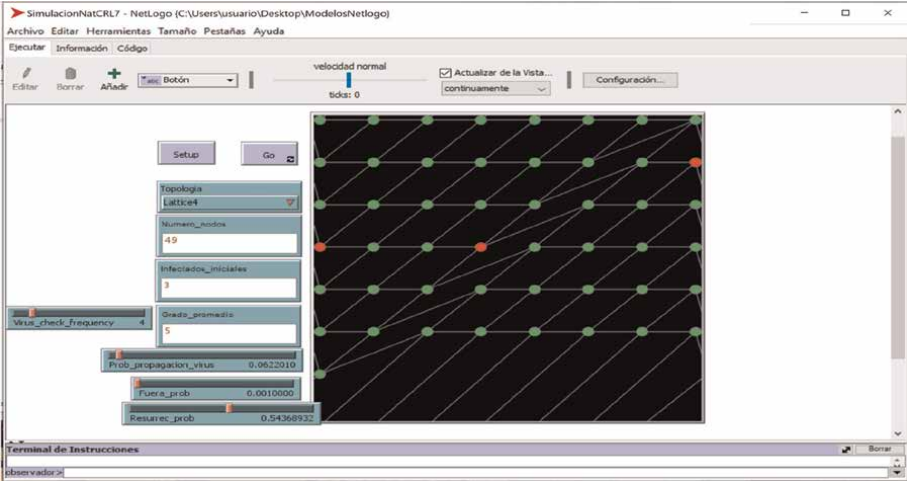 SimulacionNatCRL7 - NetLogo (C:\Users\usuario\Desktop\ModelosNetlogo)
Archivo Editar Herramientas Tamaño Pestañas Ayuda
Ejecutar Información Código
Editar Borrar Añadir abc Botón
velocidad normal
ticks: 0
Actualizar de la Vista...
continuamente
Configuración...
Setup Go
Topologia
Lattice4
Numero_nodos
49
Infectados_iniciales
3
Virus_check_frequency 4
Grado_promedio
5
Prob_propagacion_virus 0.0622010
Fuera_prob 0.0010000
Resurrec_prob 0.54368932
Terminal de Instrucciones Borrar
observador>